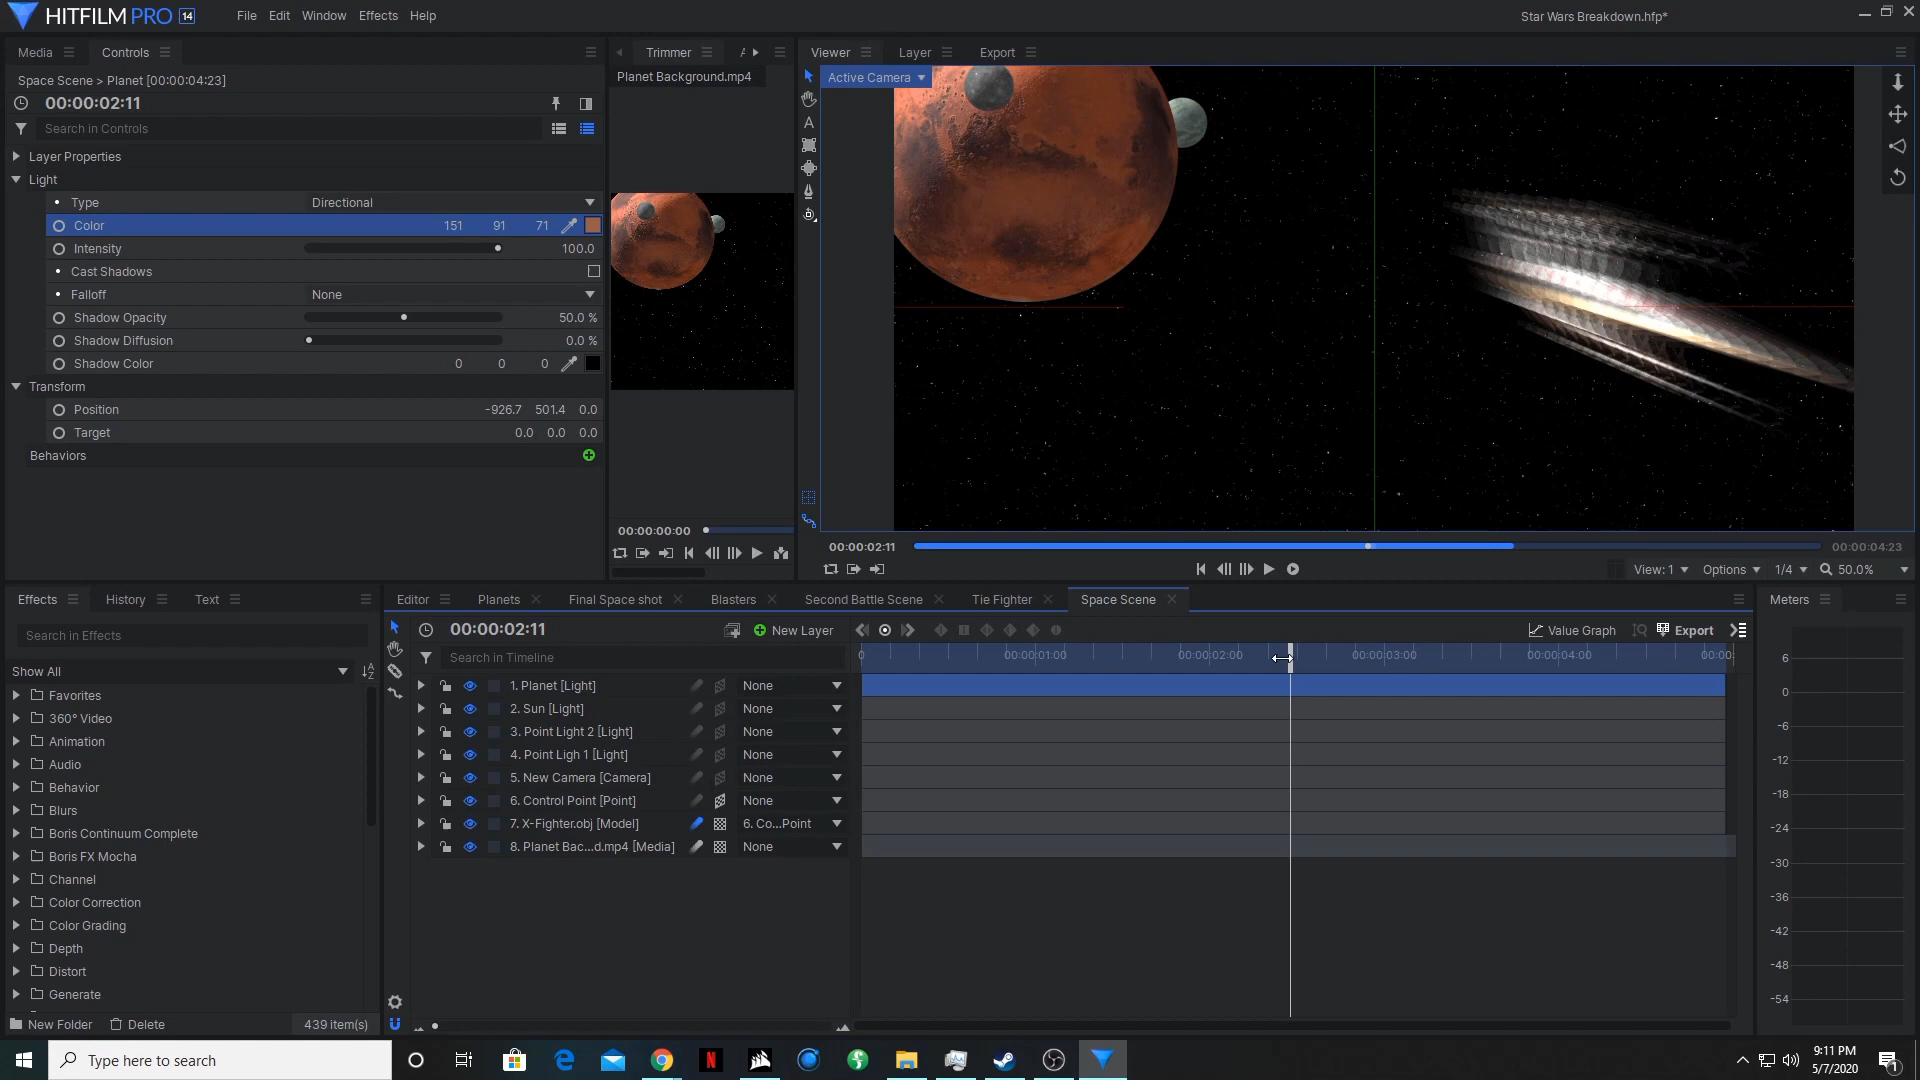 HITFILM PRO 14
File Edit Window Effects Help
Star Wars Breakdown.hfp*
Media Controls
Space Scene > Planet [00:00:04:23]
00:00:02:11
Search in Controls
Layer Properties
Light
Type Directional
Color 151 91 71
Intensity 100.0
Cast Shadows
Falloff None
Shadow Opacity 50.0 %
Shadow Diffusion 0.0 %
Shadow Color 0 0 0
Transform
Position -926.7 501.4 0.0
Target 0.0 0.0 0.0
Behaviors
Trimmer
Planet Background.mp4
00:00:00:00
Viewer Layer Export
Active Camera
00:00:02:11 00:00:04:23
View: 1 Options 1/4 50.0%
Effects History Text
Search in Effects
Show All
Favorites
360° Video
Animation
Audio
Behavior
Blurs
Boris Continuum Complete
Boris FX Mocha
Channel
Color Correction
Color Grading
Depth
Distort
Generate
New Folder Delete 439 item(s)
Editor Planets Final Space shot Blasters Second Battle Scene Tie Fighter Space Scene
00:00:02:11 New Layer Value Graph Export
Search in Timeline
0 00:00:01:00 00:00:02:00 00:00:03:00 00:00:04:00 00:00:
1. Planet [Light] None
2. Sun [Light] None
3. Point Light 2 [Light] None
4. Point Ligh 1 [Light] None
5. New Camera [Camera] None
6. Control Point [Point] None
7. X-Fighter.obj [Model] 6. Co...Point
8. Planet Bac...d.mp4 [Media] None
Meters
6
0
-6
-12
-18
-24
-30
-36
-42
-48
-54
Type here to search
9:11 PM
5/7/2020
1